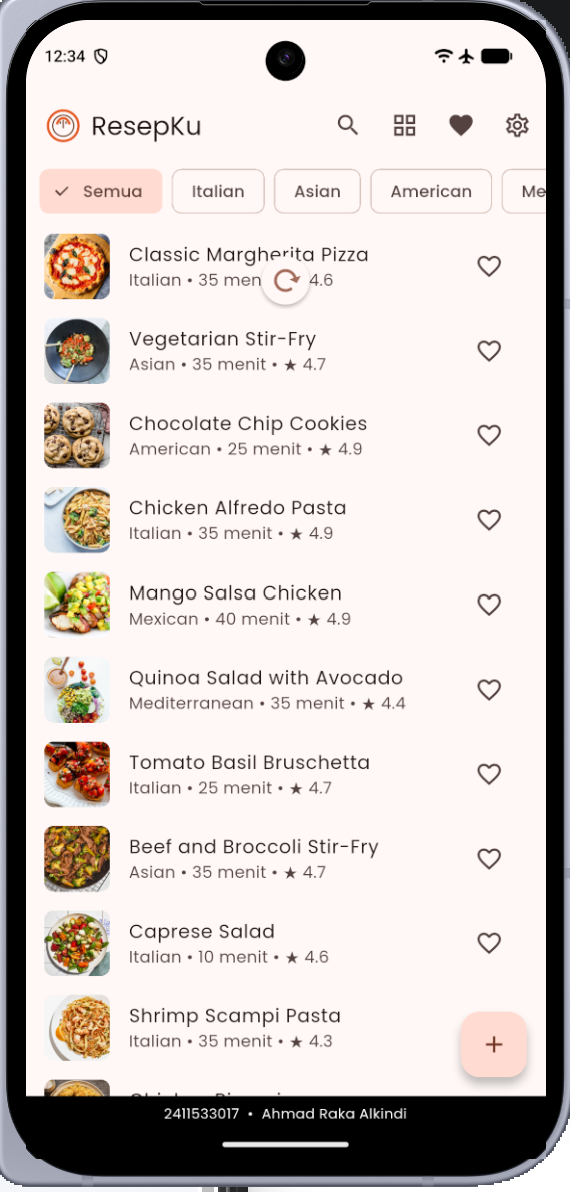 12:34
ResepKu
Semua
Italian
Asian
American
Me
Classic Margherita Pizza
Italian • 35 men 4.6
Vegetarian Stir-Fry
Asian • 35 menit • ★ 4.7
Chocolate Chip Cookies
American • 25 menit • ★ 4.9
Chicken Alfredo Pasta
Italian • 35 menit • ★ 4.9
Mango Salsa Chicken
Mexican • 40 menit • ★ 4.9
Quinoa Salad with Avocado
Mediterranean • 35 menit • ★ 4.4
Tomato Basil Bruschetta
Italian • 25 menit • ★ 4.7
Beef and Broccoli Stir-Fry
Asian • 35 menit • ★ 4.7
Caprese Salad
Italian • 10 menit • ★ 4.6
Shrimp Scampi Pasta
Italian • 35 menit • ★ 4.3
2411533017 • Ahmad Raka Alkindi